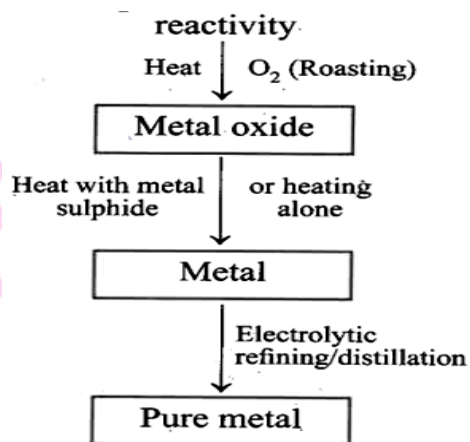 reactivity
Heat O₂ (Roasting)
Metal oxide
Heat with metal or heating
sulphide alone
Metal
Electrolytic
refining/distillation
Pure metal